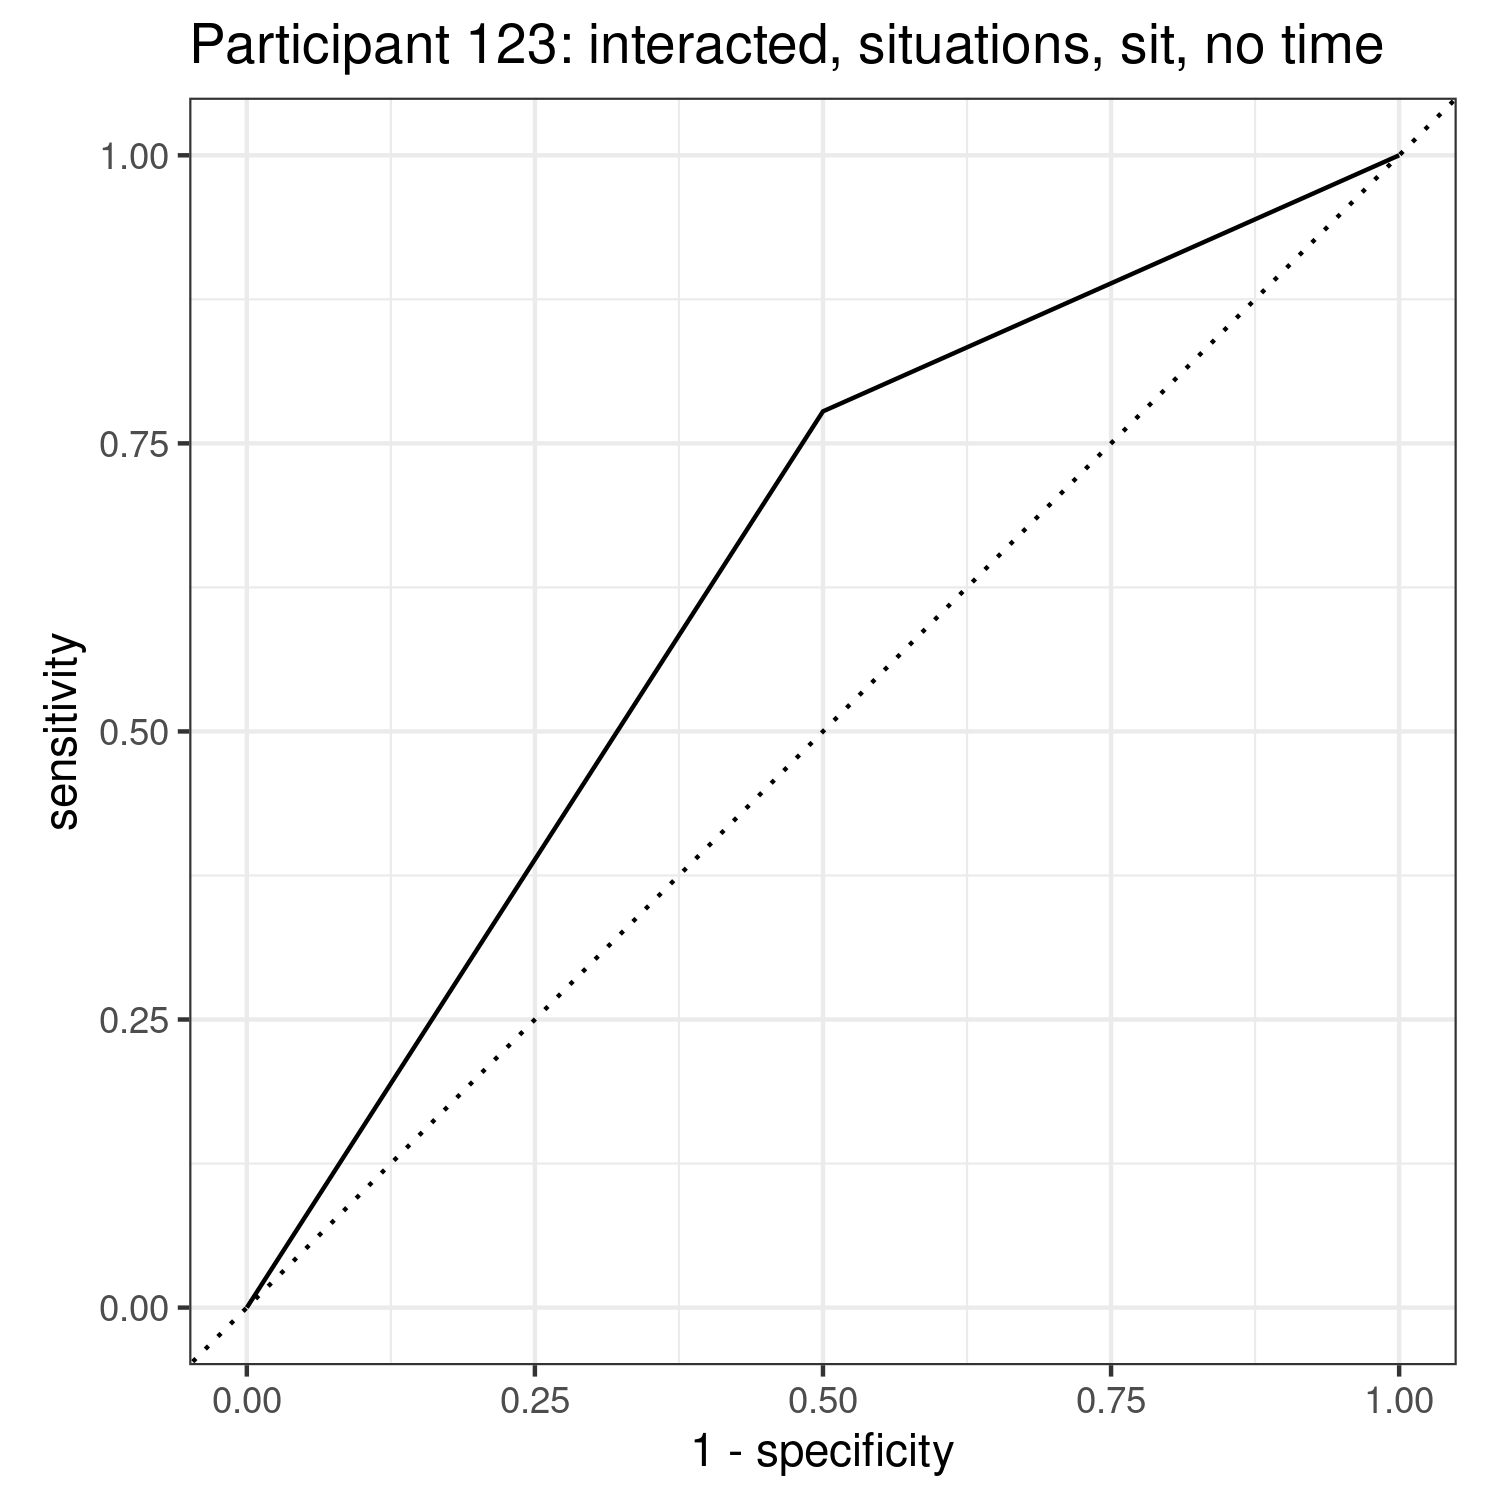 Participant 123: interacted, situations, sit, no time
1.00
0.75
0.50
0.25
0.00
sensitivity
0.00 0.25 0.50 0.75 1.00
1 - specificity